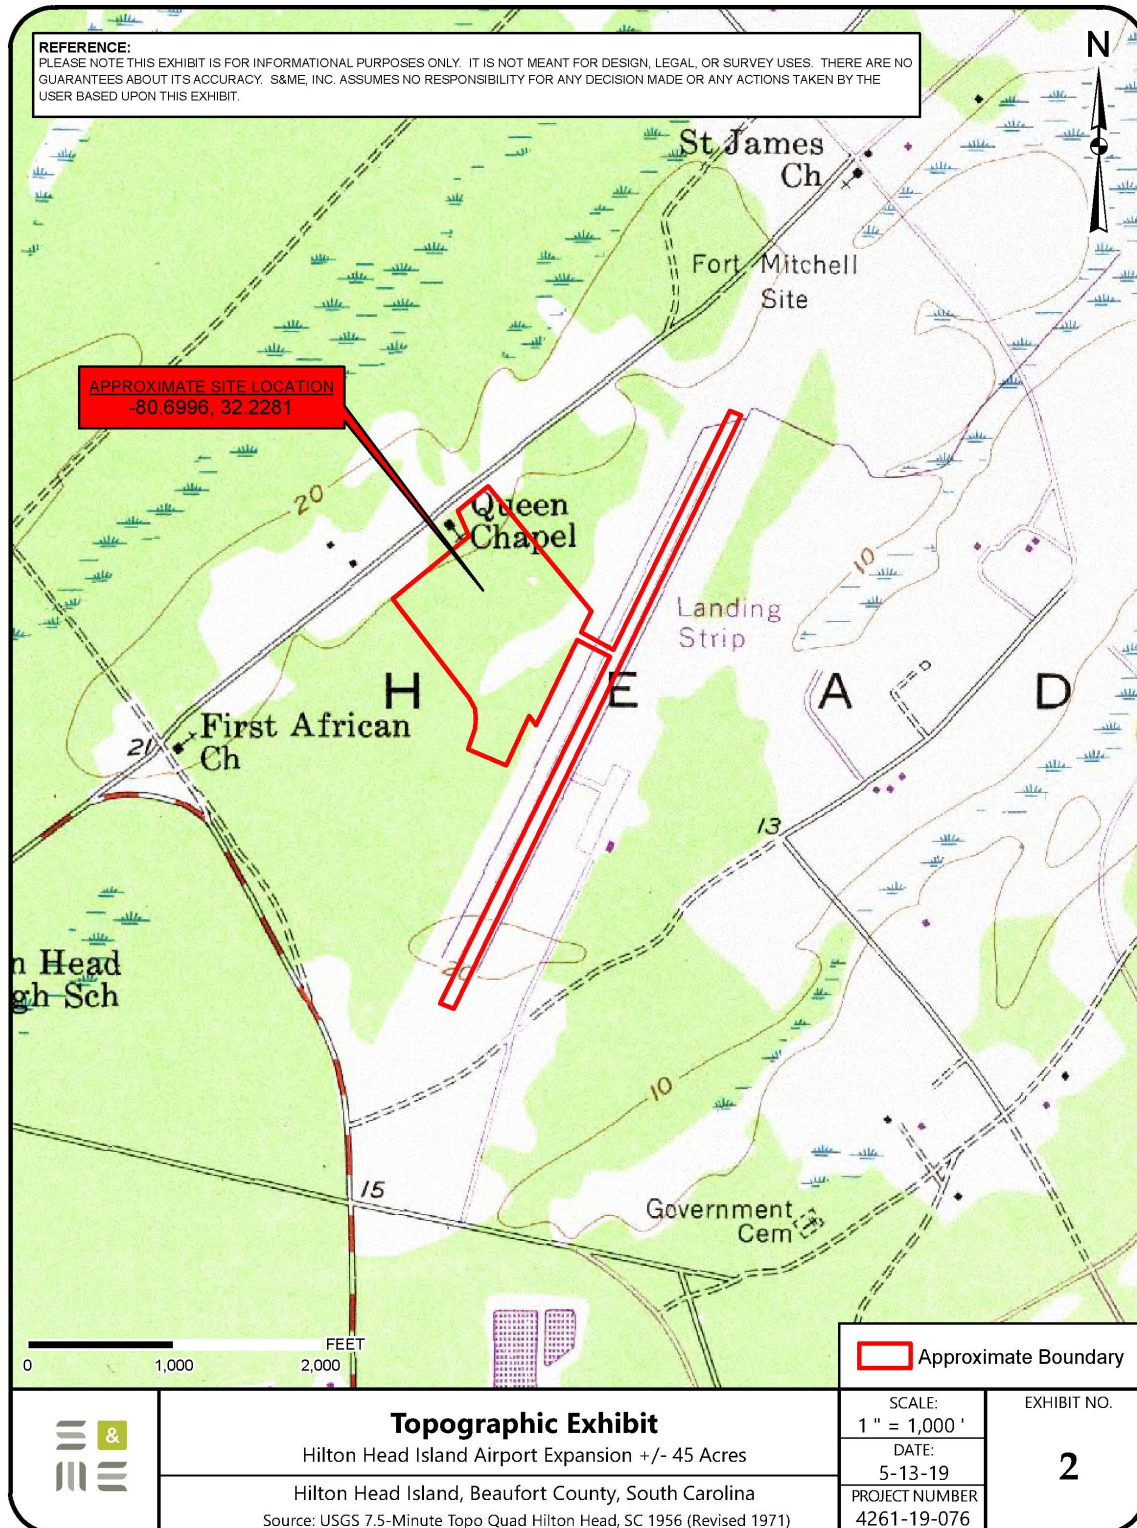 REFERENCE:
PLEASE NOTE THIS EXHIBIT IS FOR INFORMATIONAL PURPOSES ONLY. IT IS NOT MEANT FOR DESIGN, LEGAL, OR SURVEY USES. THERE ARE NO
GUARANTEES ABOUT ITS ACCURACY. S&ME, INC. ASSUMES NO RESPONSIBILITY FOR ANY DECISION MADE OR ANY ACTIONS TAKEN BY THE
USER BASED UPON THIS EXHIBIT.
N
St James
Ch
Fort Mitchell
Site
APPROXIMATE SITE LOCATION
-80.6996, 32.2281
20
Queen
Chapel
10
Landing
Strip
H E A D
First African
Ch
21
13
n Head
gh Sch
20
10
15
Government
Cem
FEET
0 1,000 2,000
Approximate Boundary
S&ME
Topographic Exhibit
Hilton Head Island Airport Expansion +/- 45 Acres
Hilton Head Island, Beaufort County, South Carolina
Source: USGS 7.5-Minute Topo Quad Hilton Head, SC 1956 (Revised 1971)
SCALE:
1 " = 1,000 '
DATE:
5-13-19
PROJECT NUMBER
4261-19-076
EXHIBIT NO.
2